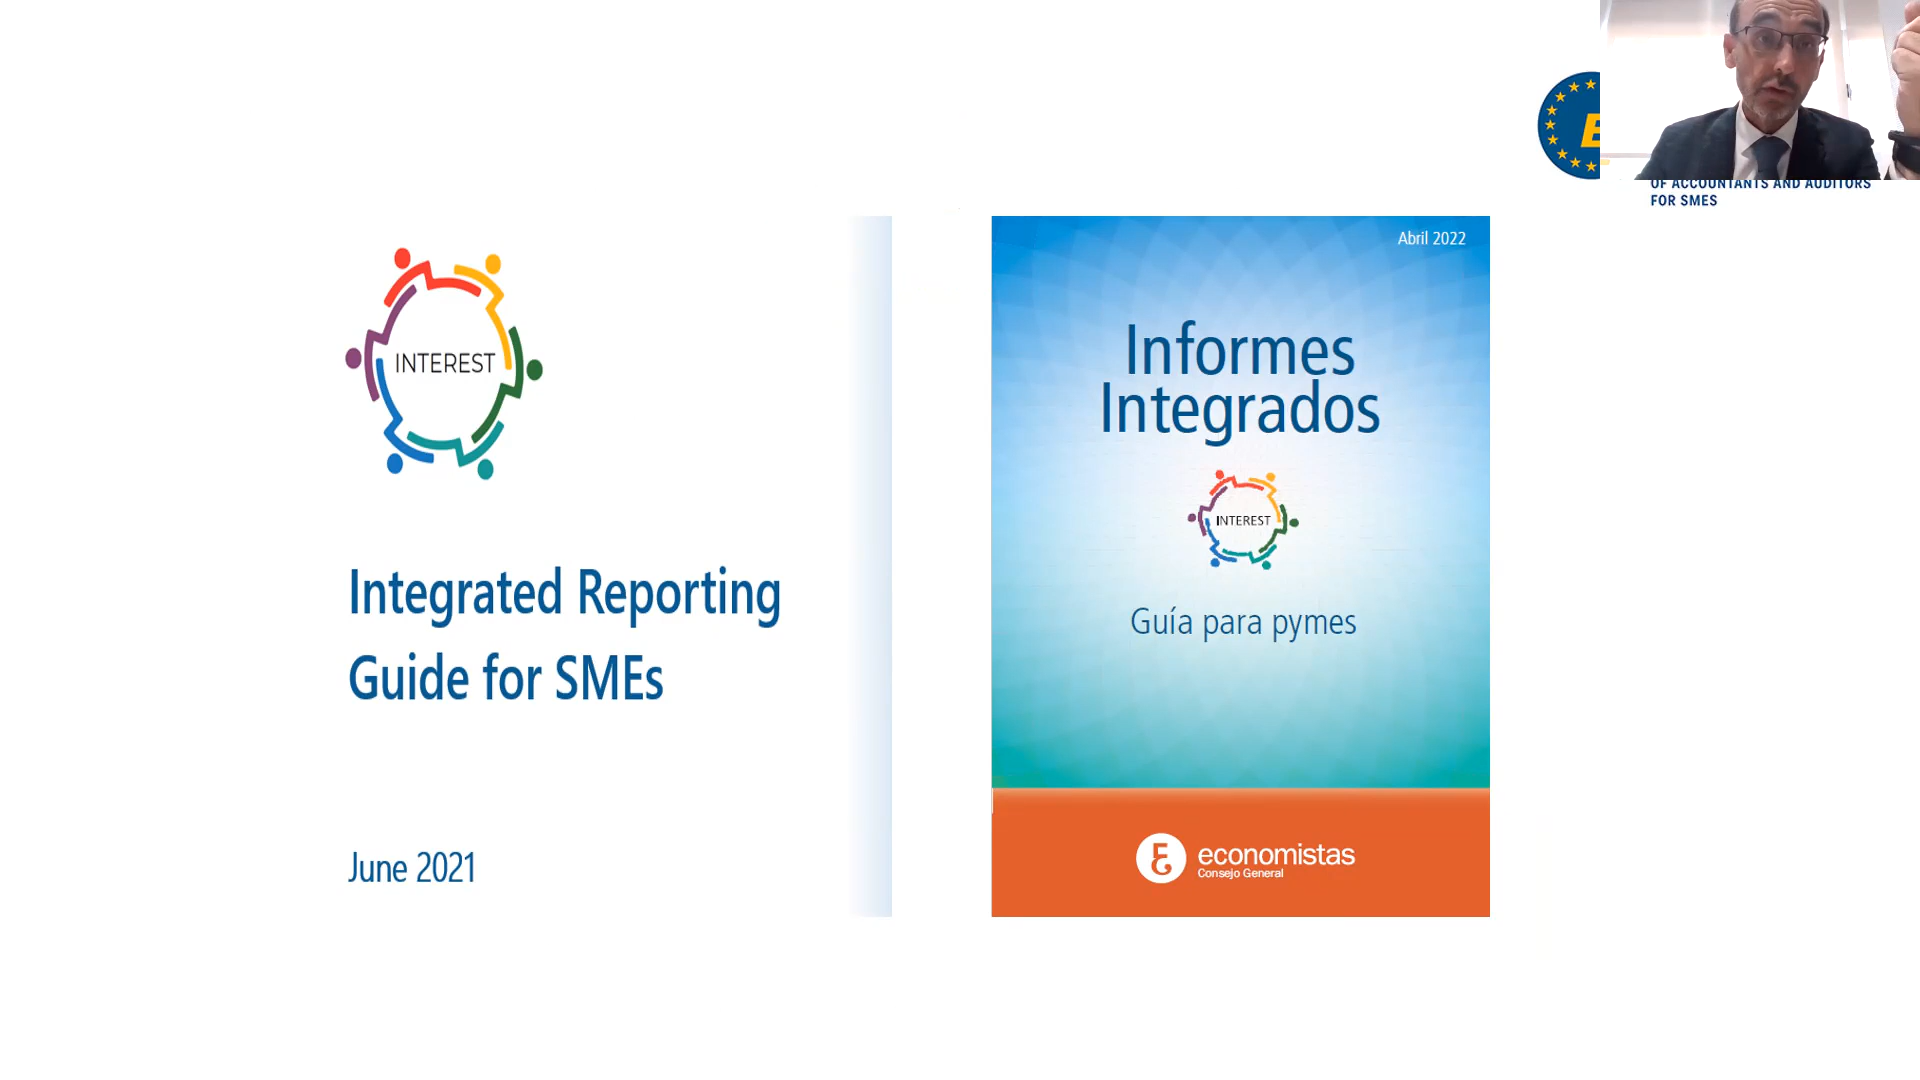 OF ACCOUNTANTS AND AUDITORS
FOR SMES
INTEREST
Integrated Reporting
Guide for SMEs
June 2021
Abril 2022
Informes
Integrados
INTEREST
Guía para pymes
economistas
Consejo General